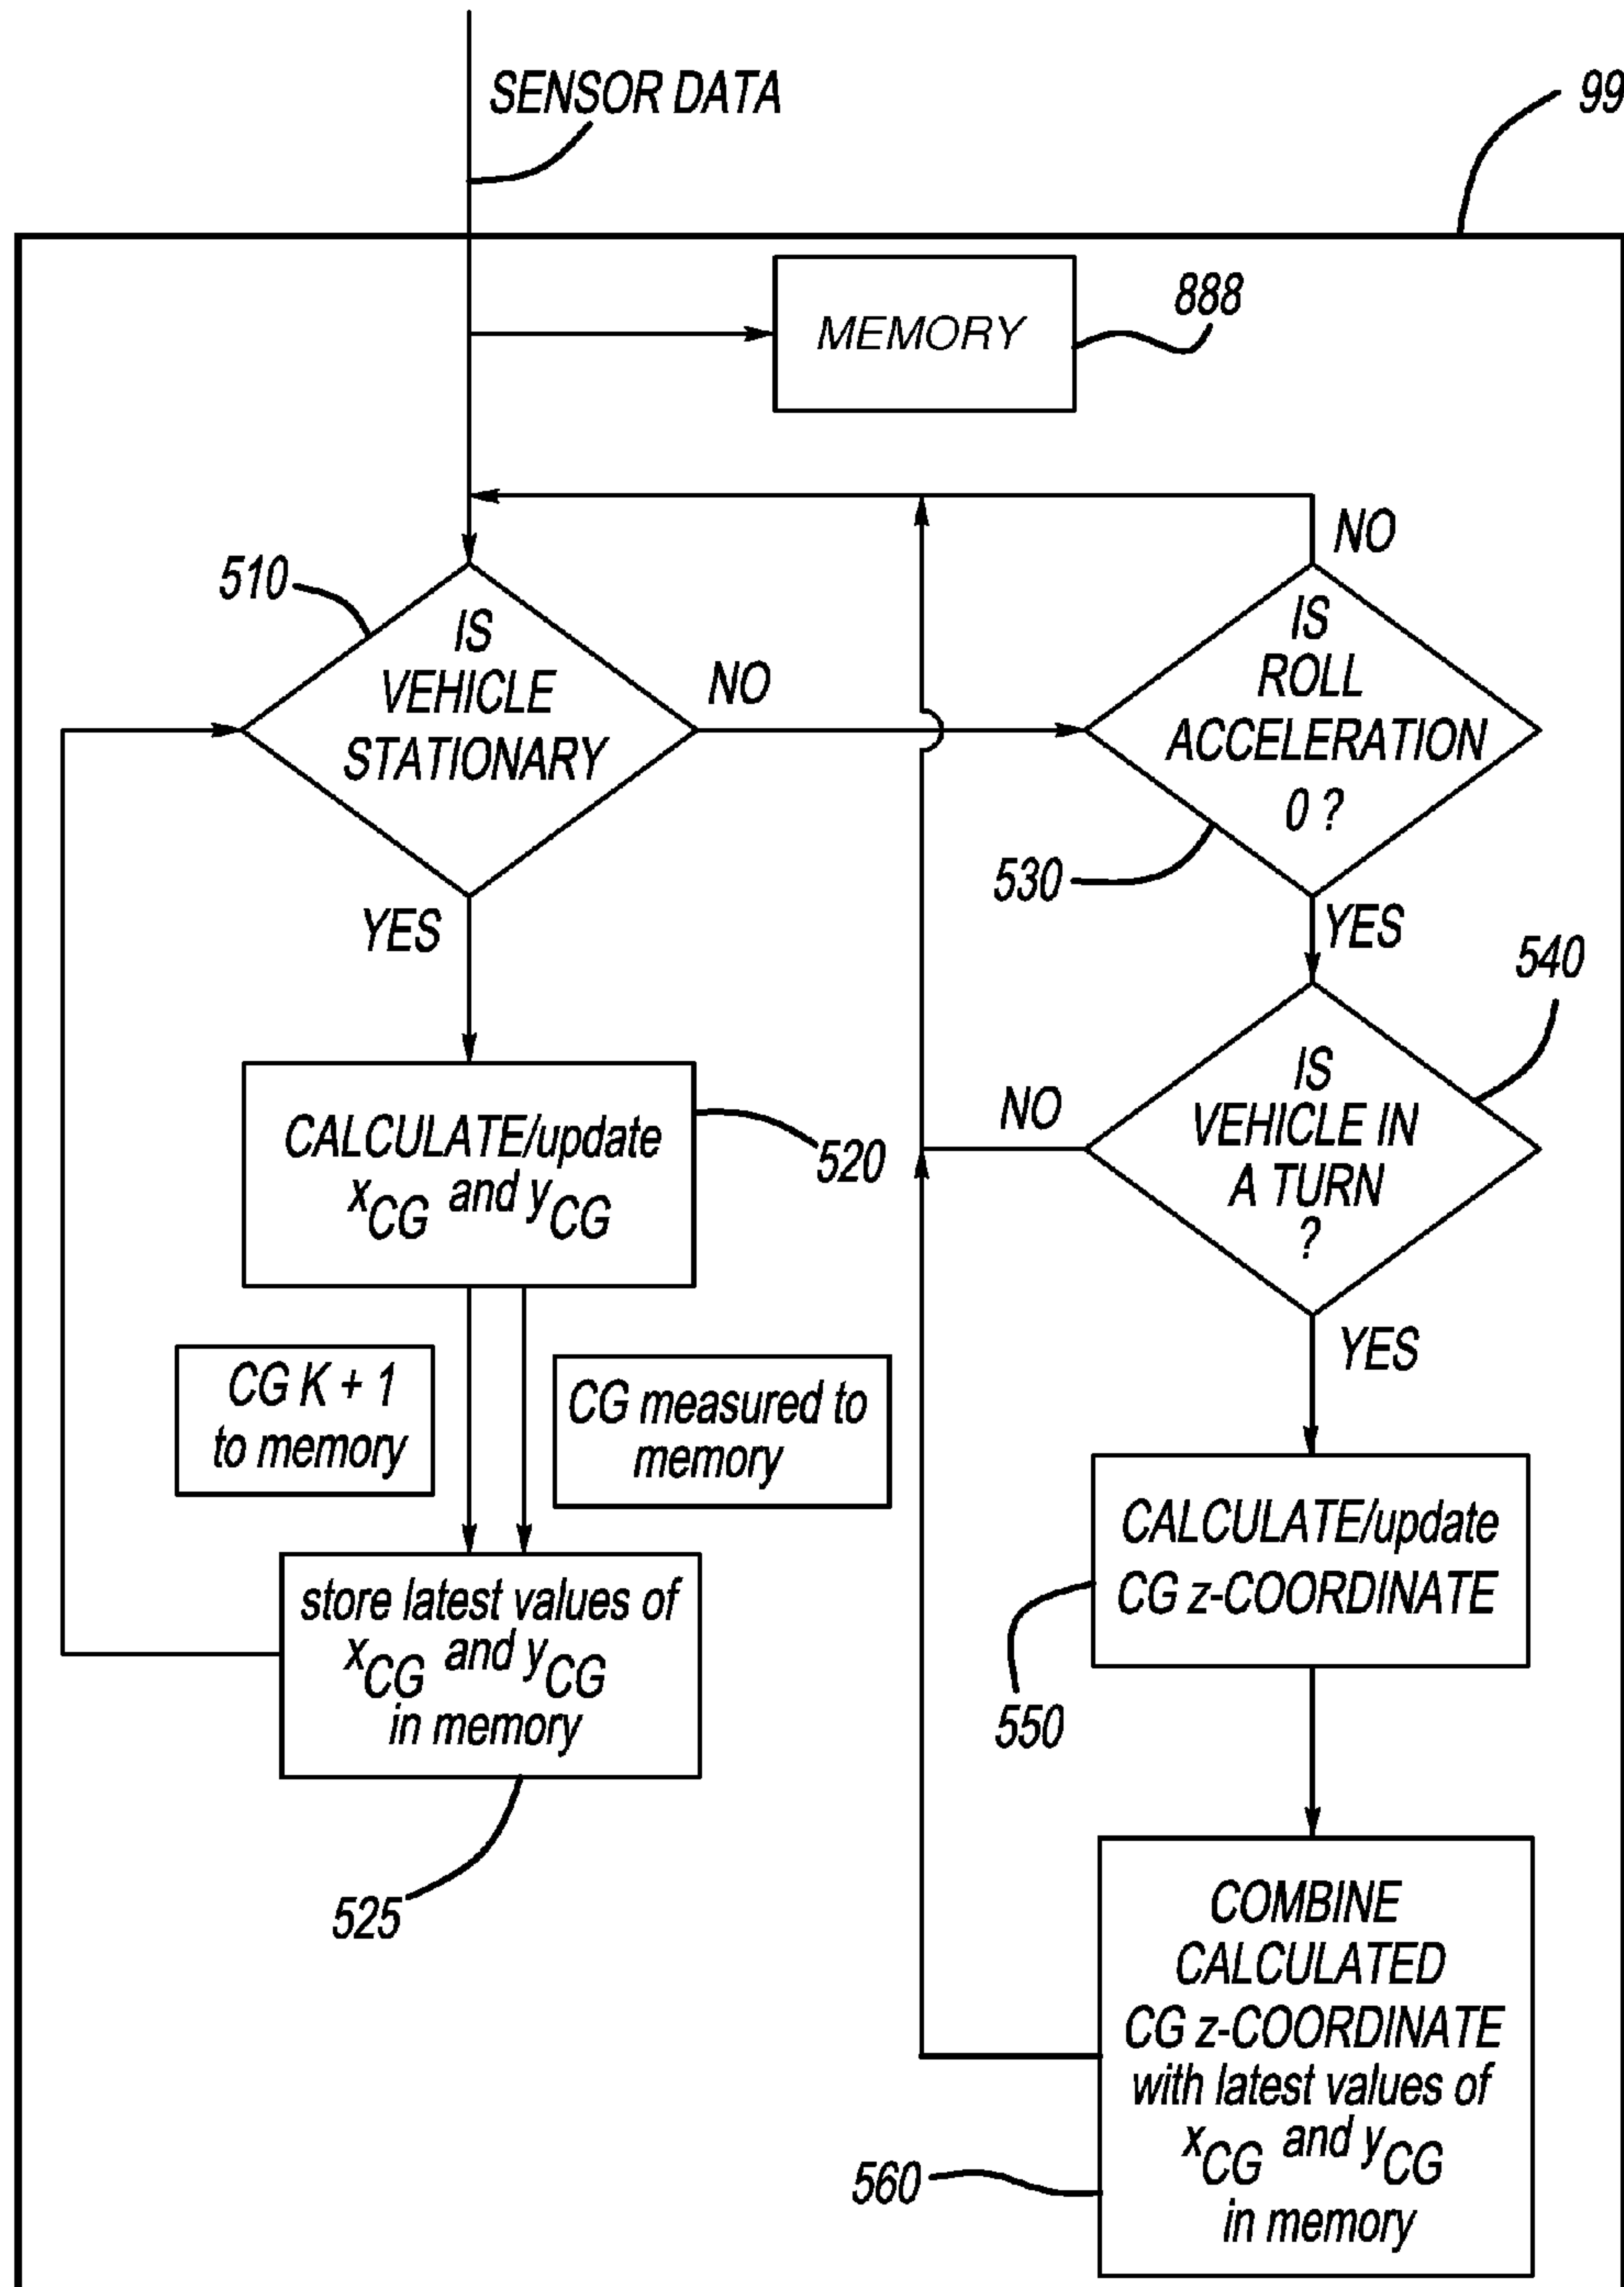 SENSOR DATA
99
MEMORY
888
510
IS
VEHICLE
STATIONARY
NO
YES
IS
ROLL
ACCELERATION
0 ?
NO
530
YES
540
IS
VEHICLE IN
A TURN
?
NO
YES
CALCULATE/update
xCG and yCG
520
CG K + 1
to memory
CG measured to
memory
store latest values of
xCG and yCG
in memory
525
CALCULATE/update
CG z-COORDINATE
550
COMBINE
CALCULATED
CG z-COORDINATE
with latest values of
xCG and yCG
in memory
560